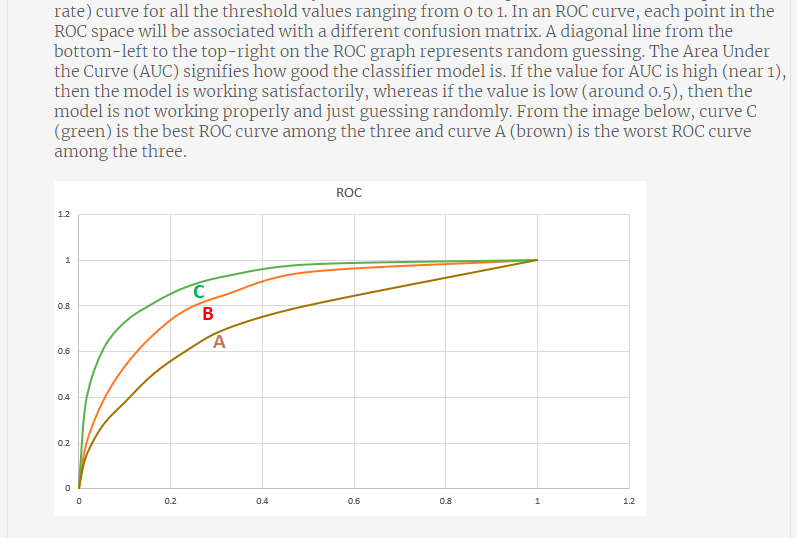 rate) curve for all the threshold values ranging from 0 to 1. In an ROC curve, each point in the
ROC space will be associated with a different confusion matrix. A diagonal line from the
bottom-left to the top-right on the ROC graph represents random guessing. The Area Under
the Curve (AUC) signifies how good the classifier model is. If the value for AUC is high (near 1),
then the model is working satisfactorily, whereas if the value is low (around 0.5), then the
model is not working properly and just guessing randomly. From the image below, curve C
(green) is the best ROC curve among the three and curve A (brown) is the worst ROC curve
among the three.
ROC
1.2
1
0.8
0.6
0.4
0.2
0
C
B
A
0 0.2 0.4 0.6 0.8 1 1.2